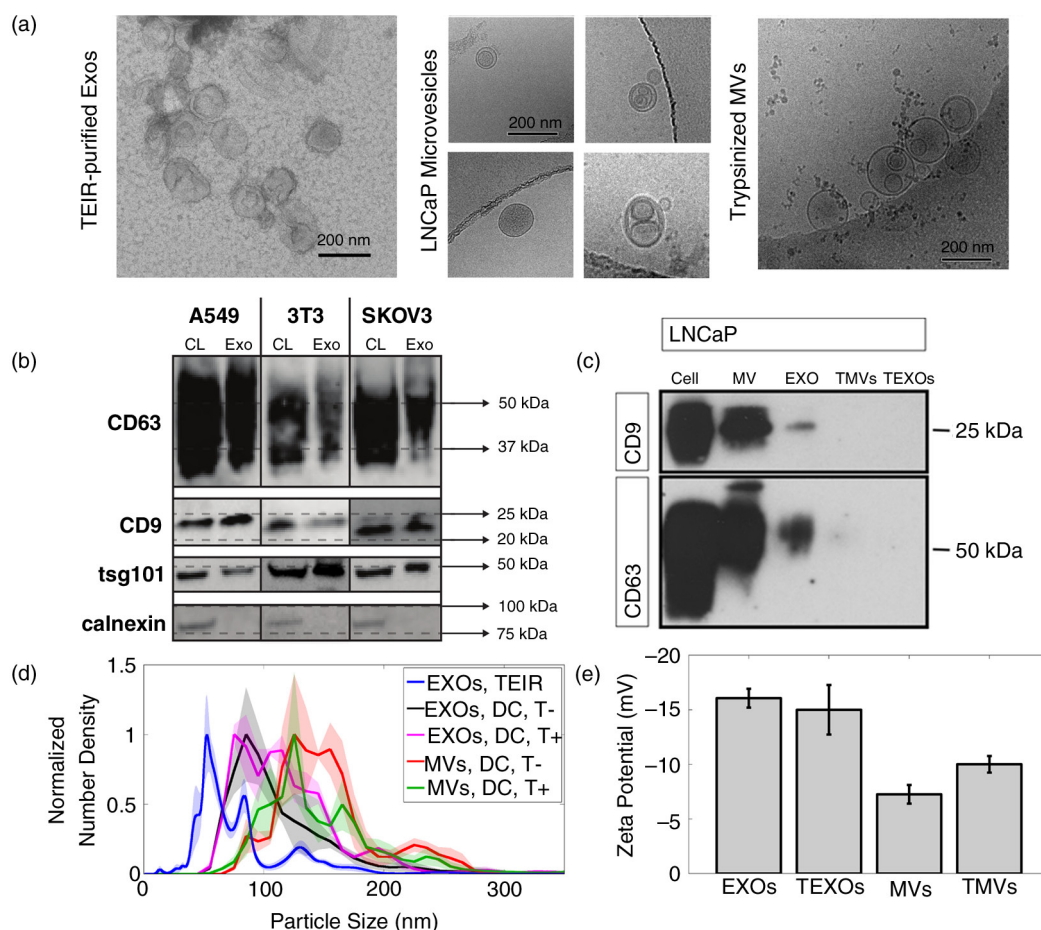 (a)
TEIR-purified Exos
200 nm
LNCaP Microvesicles
200 nm
Trypsinized MVs
200 nm
(b)
A549 3T3 SKOV3
CL Exo CL Exo CL Exo
CD63
50 kDa
37 kDa
CD9
25 kDa
20 kDa
tsg101
50 kDa
calnexin
100 kDa
75 kDa
(c)
LNCaP
Cell MV EXO TMVs TEXOs
CD9
25 kDa
CD63
50 kDa
(d)
Normalized
Number Density
1.5
1
0.5
0
0 100 200 300
Particle Size (nm)
EXOs, TEIR
EXOs, DC, T-
EXOs, DC, T+
MVs, DC, T-
MVs, DC, T+
(e)
Zeta Potential (mV)
–20
–15
–10
–5
0
EXOs TEXOs MVs TMVs